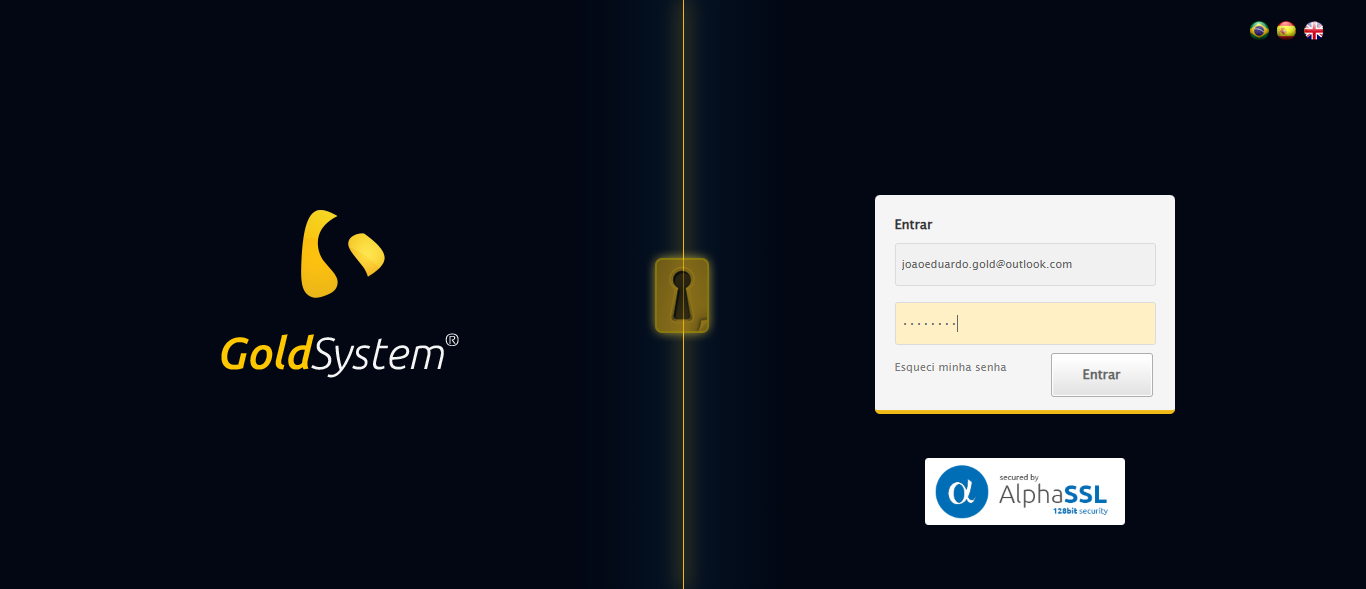 GoldSystem®
Entrar
joaoeduardo.gold@outlook.com
········
Esqueci minha senha
Entrar
α
secured by
AlphaSSL
128bit security